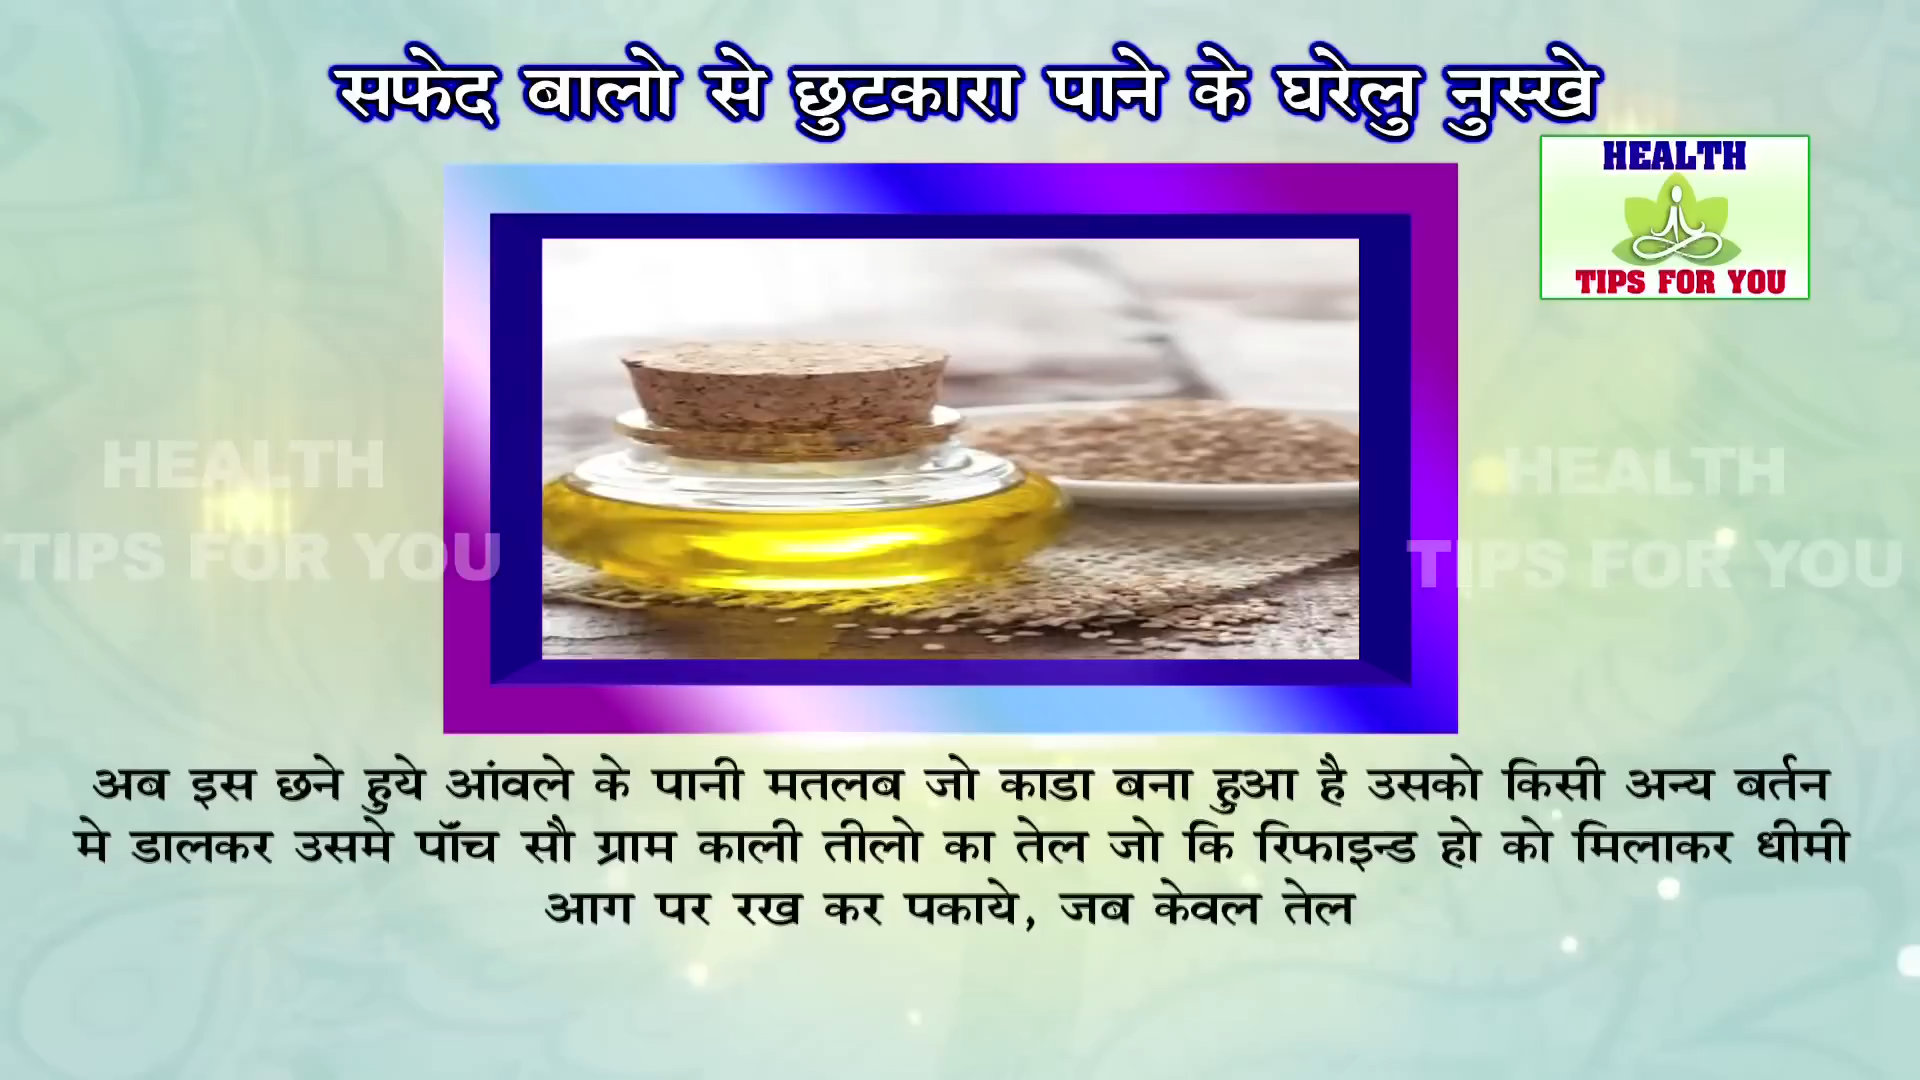 सफेद बालो से छुटकारा पाने के घरेलु नुस्खे
HEALTH
TIPS FOR YOU
HEALTH
TIPS FOR YOU
HEALTH
TIPS FOR YOU
अब इस छने हुये आंवले के पानी मतलब जो काडा बना हुआ है उसको किसी अन्य बर्तन
मे डालकर उसमे पॉंच सौ ग्राम काली तीलो का तेल जो कि रिफाइन्ड हो को मिलाकर धीमी
आग पर रख कर पकाये, जब केवल तेल